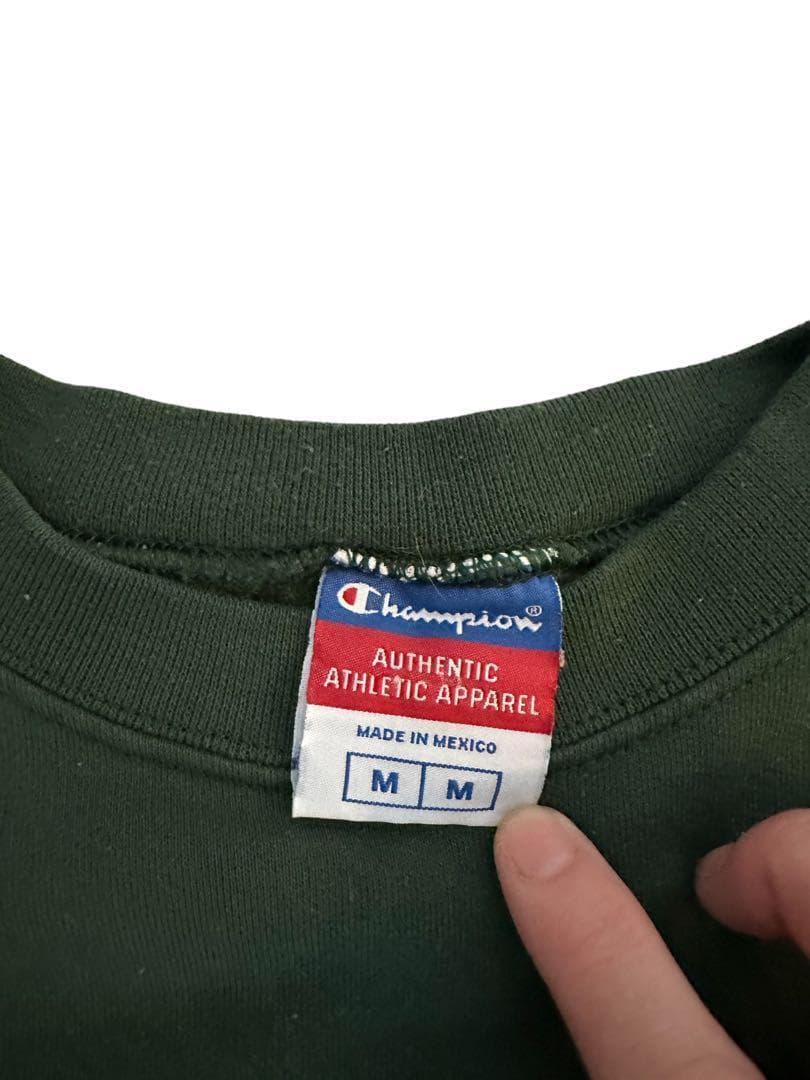 Champion®
AUTHENTIC
ATHLETIC APPAREL
MADE IN MEXICO
M M